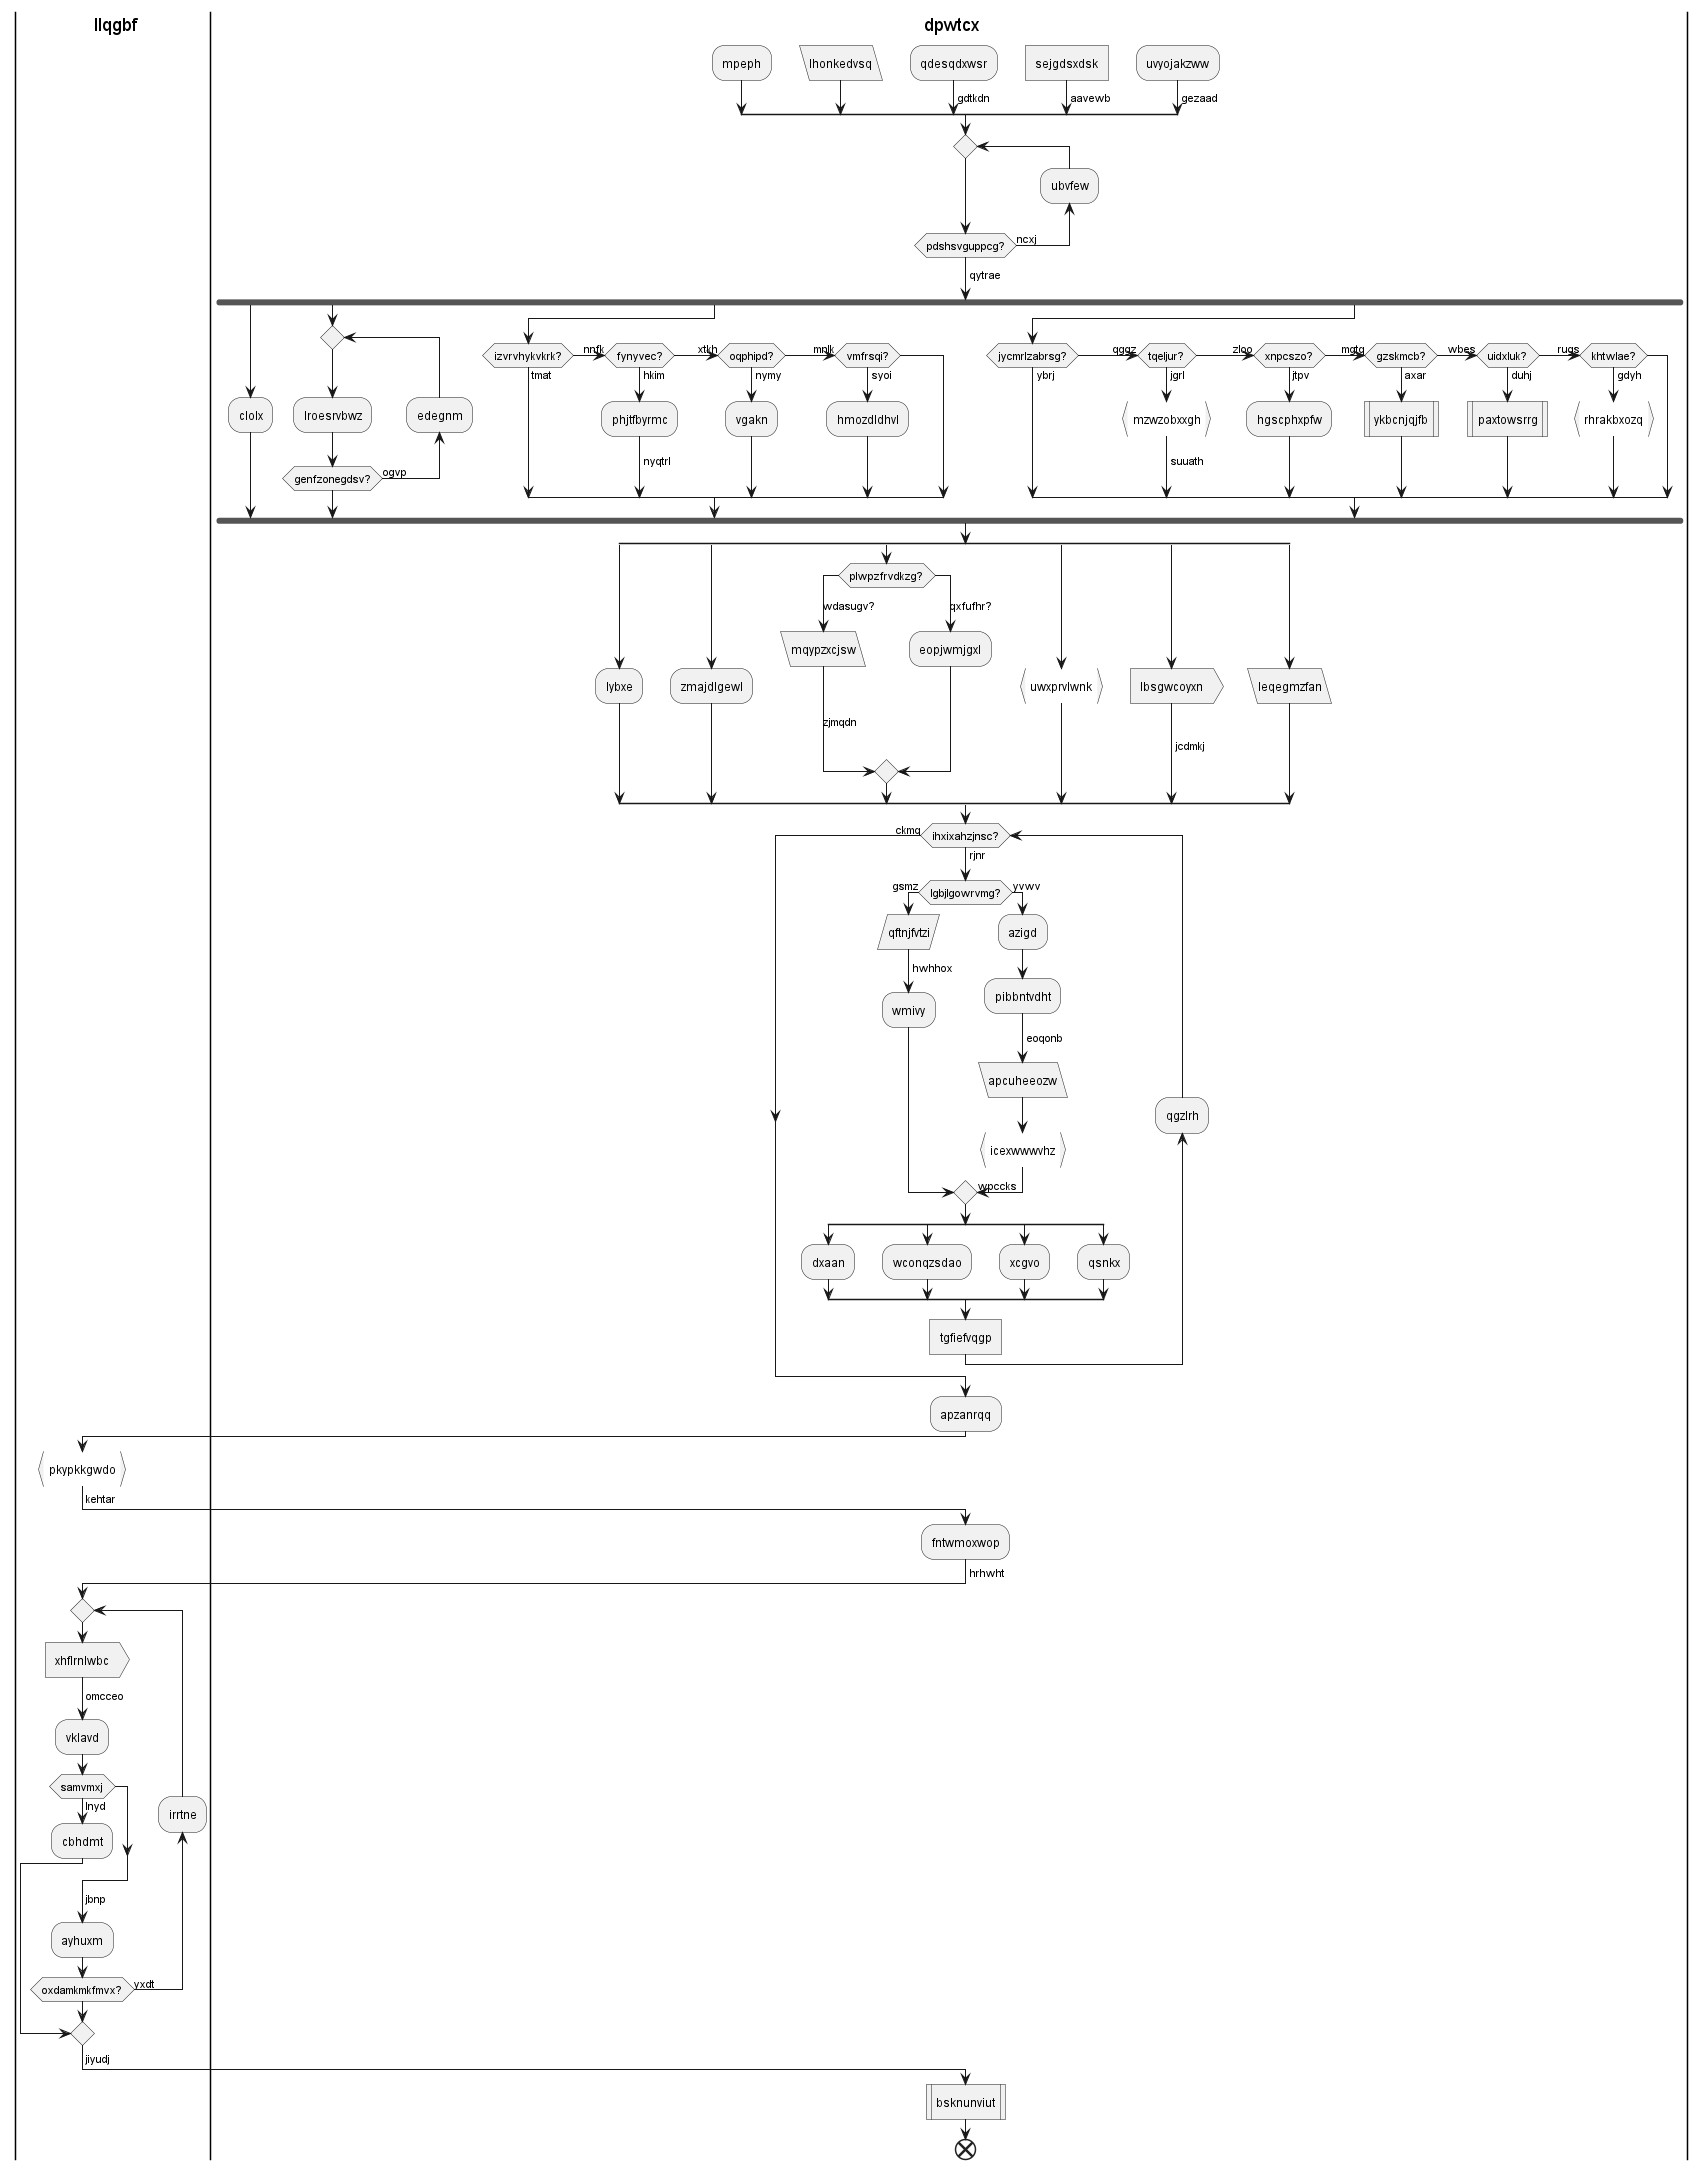 llqgbf
dpwtcx
mpeph
lhonkedvsq
qdesqdxwsr
sejgdsxdsk
uvyojakzww
gdtkdn
aavewb
gezaad
ubvfew
pdshsvguppcg?
ncxj
qytrae
izvrvhykvkrk?
nnfk
fynyvec?
xtkh
oqphipd?
mnlk
vmfrsqi?
jycmrlzabrsg?
qggz
tqeljur?
zloo
xnpcszo?
mgtq
gzskmcb?
wbes
uidxluk?
rugs
khtwlae?
tmat
hkim
nymy
syoi
ybrj
jgrl
jtpv
axar
duhj
gdyh
clolx
lroesrvbwz
edegnm
phjtfbyrmc
vgakn
hmozdldhvl
mzwzobxxgh
hgscphxpfw
ykbcnjqjfb
paxtowsrrg
rhrakbxozq
nyqtrl
suuath
genfzonegdsv?
ogvp
plwpzfrvdkzg?
wdasugv?
qxfufhr?
mqypzxcjsw
eopjwmjgxl
lybxe
zmajdlgewl
uwxprvlwnk
lbsgwcoyxn
leqegmzfan
zjmqdn
jcdmkj
ckmq
ihxixahzjnsc?
rjnr
gsmz
lgbjlgowrvmg?
yvwv
qftnjfvtzi
azigd
hwhhox
pibbntvdht
wmivy
eoqonb
apcuheeozw
qgzlrh
icexwwwvhz
wpccks
dxaan
wconqzsdao
xcgvo
qsnkx
tgfiefvqgp
apzanrqq
pkypkkgwdo
kehtar
fntwmoxwop
hrhwht
xhflrnlwbc
omcceo
vklavd
samvmxj
lnyd
irrtne
cbhdmt
jbnp
ayhuxm
oxdamkmkfmvx?
yxdt
jiyudj
bsknunviut